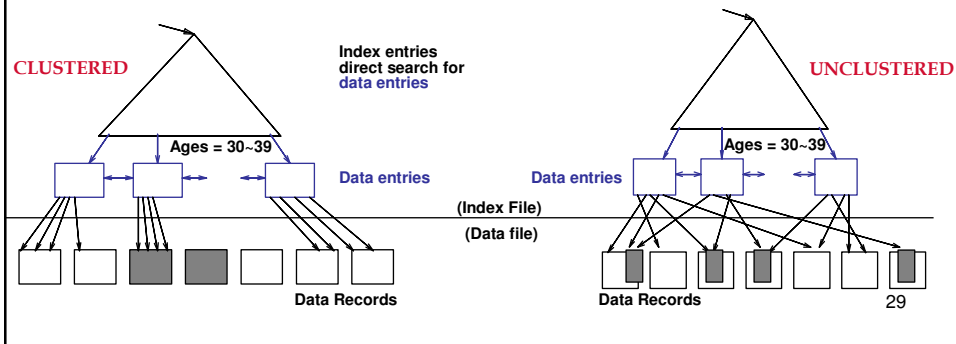 CLUSTERED
Index entries
direct search for
data entries
UNCLUSTERED
Ages = 30~39
Data entries
Ages = 30~39
Data entries
(Index File)
(Data file)
Data Records
Data Records
29